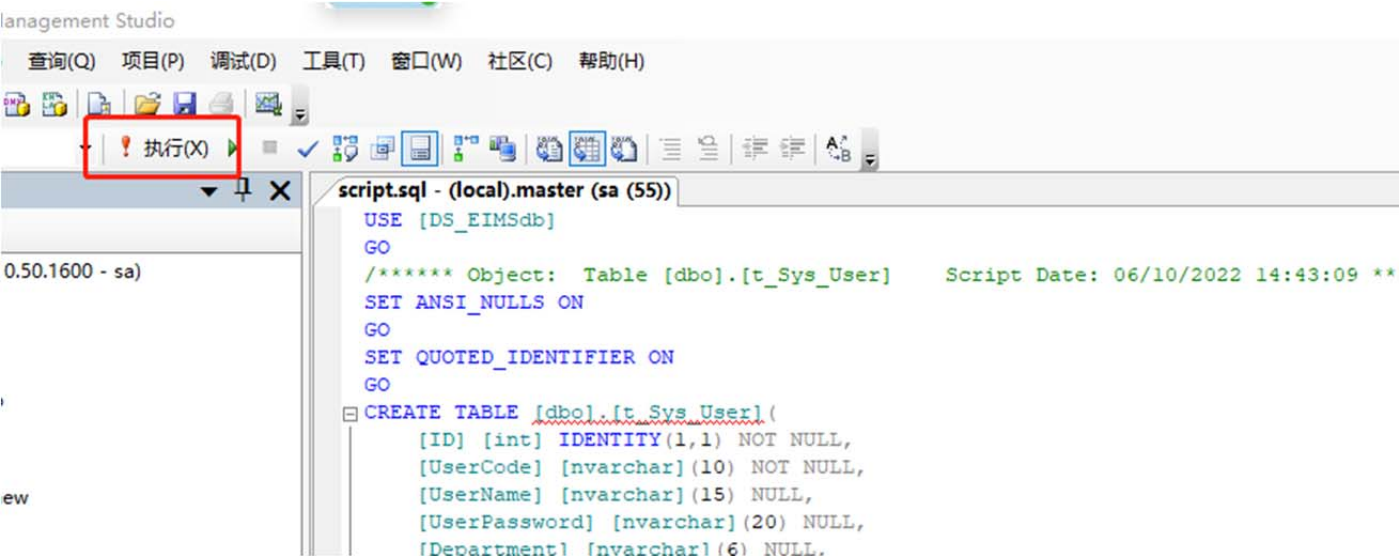 Management Studio
查询(Q) 项目(P) 调试(D) 工具(T) 窗口(W) 社区(C) 帮助(H)
执行(X)
script.sql - (local).master (sa (55))
0.50.1600 - sa)
ew
USE [DS_EIMSdb]
GO
/****** Object: Table [dbo].[t_Sys_User] Script Date: 06/10/2022 14:43:09 **
SET ANSI_NULLS ON
GO
SET QUOTED_IDENTIFIER ON
GO
CREATE TABLE [dbo].[t_Sys_User](
[ID] [int] IDENTITY(1,1) NOT NULL,
[UserCode] [nvarchar](10) NOT NULL,
[UserName] [nvarchar](15) NULL,
[UserPassword] [nvarchar](20) NULL,
[Department] [nvarchar](6) NULL,